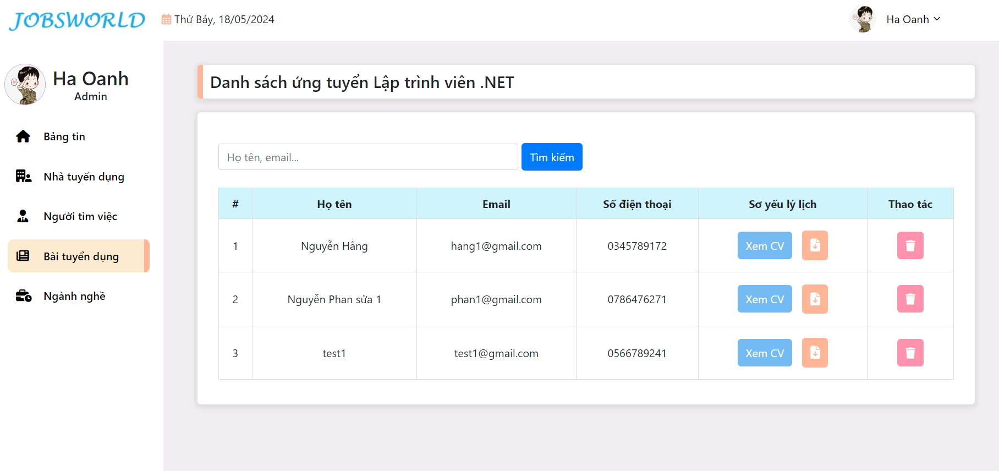 JOBSWORLD
Thứ Bảy, 18/05/2024
Ha Oanh
Ha Oanh
Admin
Bảng tin
Nhà tuyển dụng
Người tìm việc
Bài tuyển dụng
Ngành nghề
Danh sách ứng tuyển Lập trình viên .NET
Họ tên, email... Tìm kiếm
# Họ tên Email Số điện thoại Sơ yếu lý lịch Thao tác
1 Nguyễn Hằng hang1@gmail.com 0345789172 Xem CV
2 Nguyễn Phan sửa 1 phan1@gmail.com 0786476271 Xem CV
3 test1 test1@gmail.com 0566789241 Xem CV